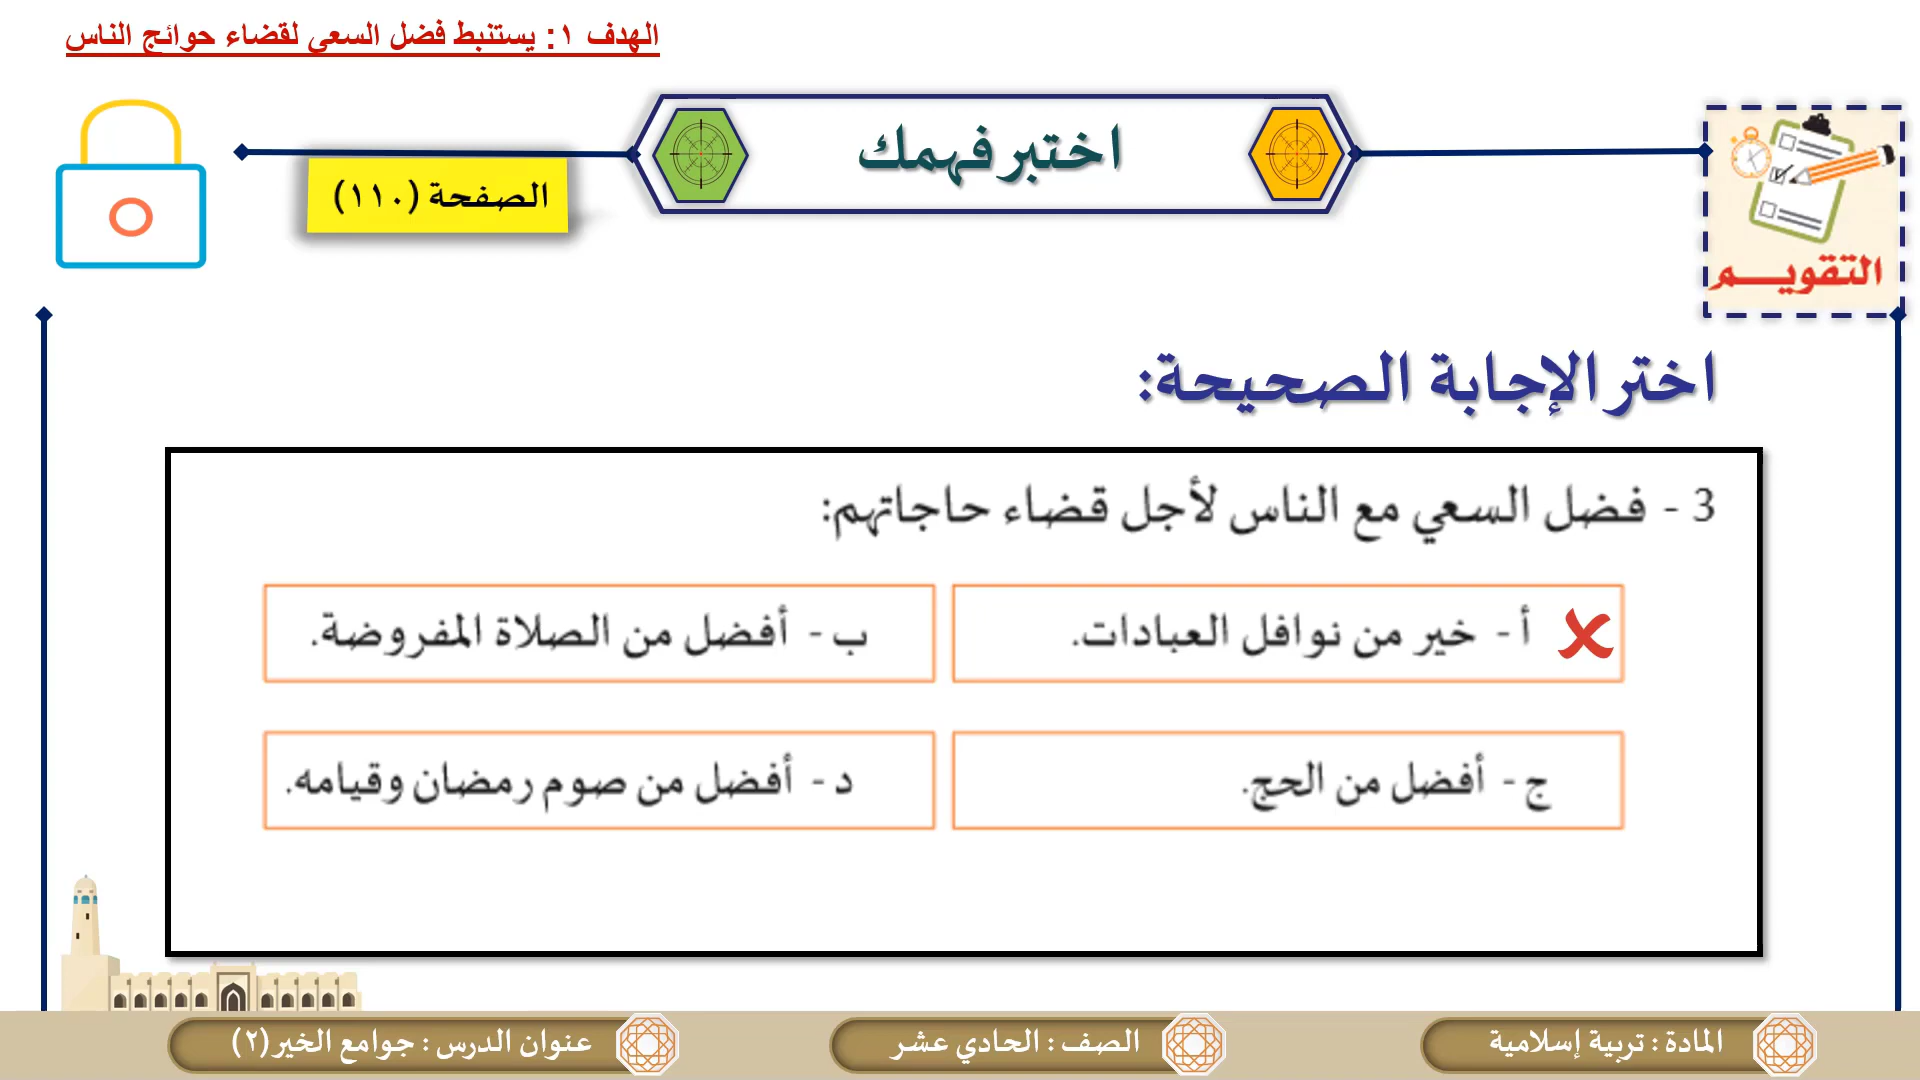 الهدف ١: يستنبط فضل السعي لقضاء حوائج الناس
اختبر فهمك
الصفحة (١١٠)
التقويم
اختر الإجابة الصحيحة:
3 - فضل السعي مع الناس لأجل قضاء حاجاتهم:
أ - خير من نوافل العبادات.
ب - أفضل من الصلاة المفروضة.
ج - أفضل من الحج.
د - أفضل من صوم رمضان وقيامه.
المادة : تربية إسلامية
الصف : الحادي عشر
عنوان الدرس : جوامع الخير (٢)